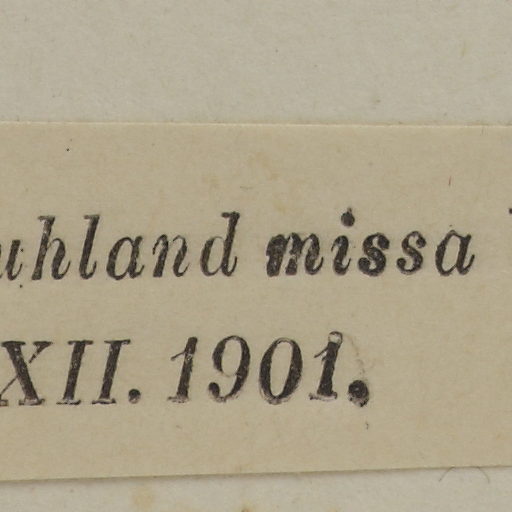 uhland missa
XII. 1901.